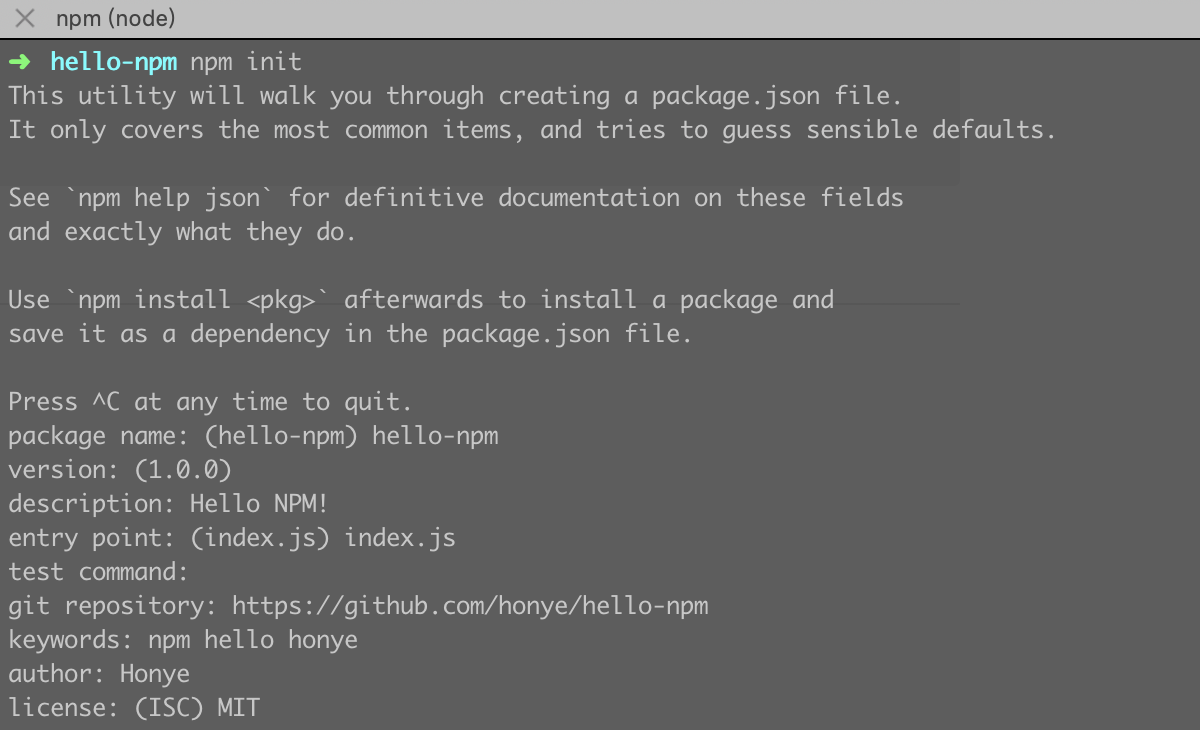 npm (node)
➜ hello-npm npm init
This utility will walk you through creating a package.json file.
It only covers the most common items, and tries to guess sensible defaults.
See `npm help json` for definitive documentation on these fields
and exactly what they do.
Use `npm install <pkg>` afterwards to install a package and
save it as a dependency in the package.json file.
Press ^C at any time to quit.
package name: (hello-npm) hello-npm
version: (1.0.0)
description: Hello NPM!
entry point: (index.js) index.js
test command:
git repository: https://github.com/honye/hello-npm
keywords: npm hello honye
author: Honye
license: (ISC) MIT